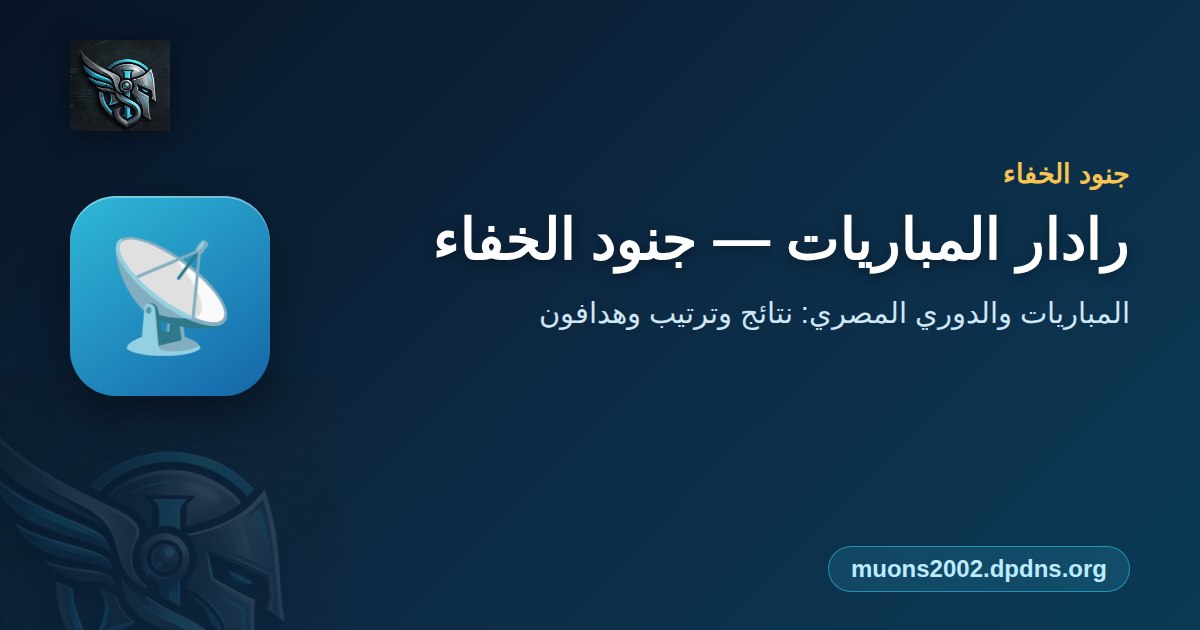 جنود الخفاء
رادار المباريات — جنود الخفاء
المباريات والدوري المصري: نتائج وترتيب وهدافون
muons2002.dpdns.org